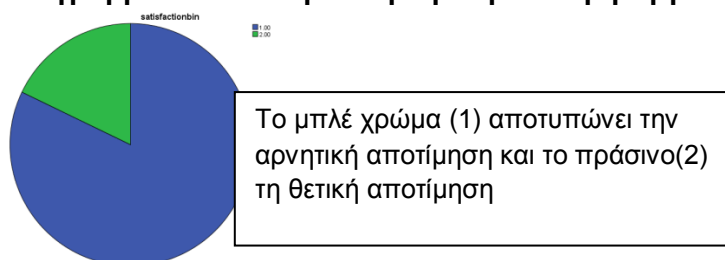 satisfactionbin
1.00
2.00
Το μπλέ χρώμα (1) αποτυπώνει την
αρνητική αποτίμηση και το πράσινο(2)
τη θετική αποτίμηση